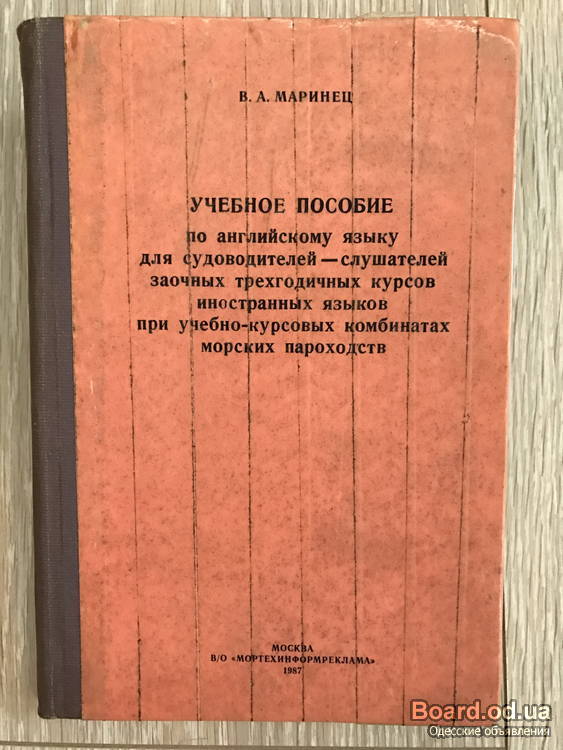 В. А. МАРИНЕЦ
УЧЕБНОЕ ПОСОБИЕ
по английскому языку
для судоводителей — слушателей
заочных трехгодичных курсов
иностранных языков
при учебно-курсовых комбинатах
морских пароходств
МОСКВА
В/О «МОРТЕХИНФОРМРЕКЛАМА»
1987
Board.od.ua
Одесские объявления